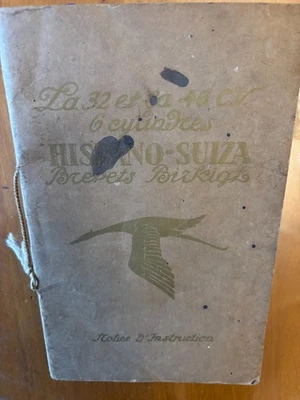 La 32 et la 46 CV
6 cylindres
HISPANO-SUIZA
Brevets Birkigt
Notice D'Instruction